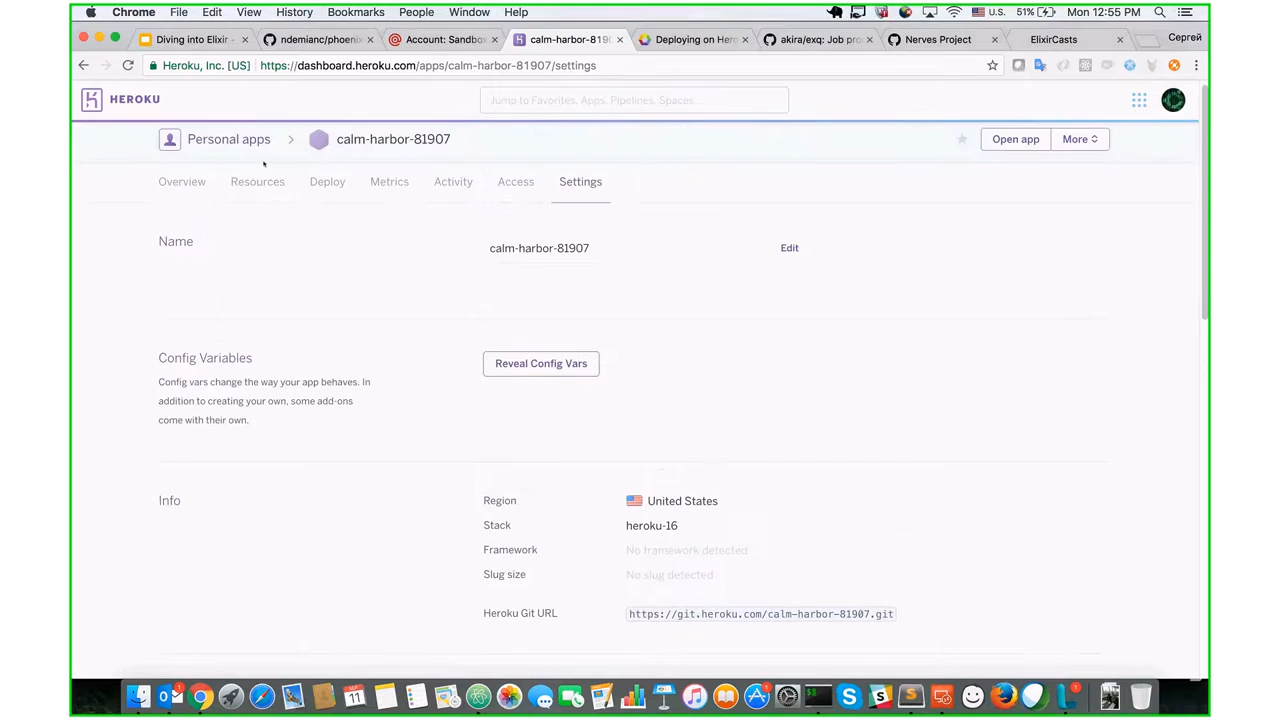 Chrome File Edit View History Bookmarks People Window Help U.S. 51% Mon 12:55 PM
Diving into Elixir - ndemianc/phoenix Account: Sandbox calm-harbor-8190 Deploying on Her akira/exq: Job pro Nerves Project ElixirCasts Сергей
Heroku, Inc. [US] https://dashboard.heroku.com/apps/calm-harbor-81907/settings
HEROKU Jump to Favorites, Apps, Pipelines, Spaces...
Personal apps calm-harbor-81907 Open app More
Overview Resources Deploy Metrics Activity Access Settings
Name calm-harbor-81907 Edit
Config Variables Reveal Config Vars
Config vars change the way your app behaves. In
addition to creating your own, some add-ons
come with their own.
Info Region United States
Stack heroku-16
Framework No framework detected
Slug size No slug detected
Heroku Git URL https://git.heroku.com/calm-harbor-81907.git